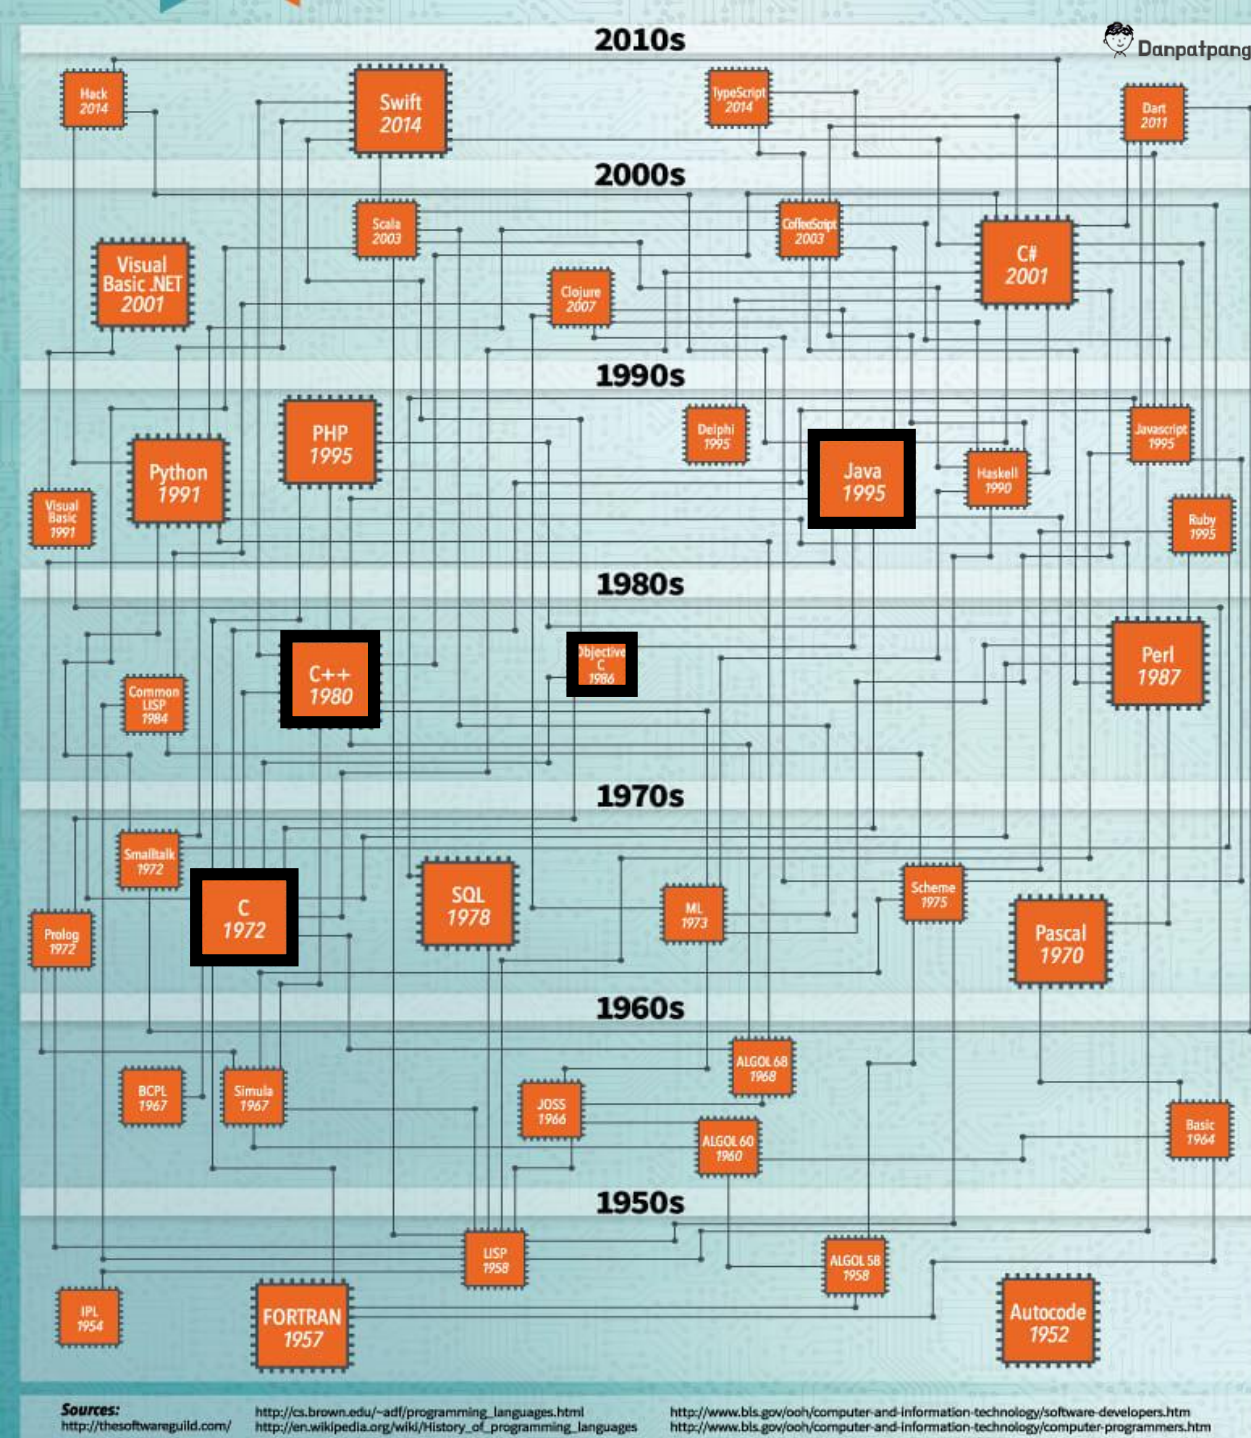 2010s
Danpatpang
Hack
2014
Swift
2014
TypeScript
2014
Dart
2011
2000s
Scala
2003
CoffeeScript
2003
Visual
Basic .NET
2001
C#
2001
Clojure
2007
1990s
PHP
1995
Delphi
1995
Javascript
1995
Python
1991
Java
1995
Haskell
1990
Visual
Basic
1991
Ruby
1995
1980s
C++
1980
Objective
C
1986
Perl
1987
Common
LISP
1984
1970s
Smalltalk
1972
C
1972
SQL
1978
ML
1973
Scheme
1975
Prolog
1972
Pascal
1970
1960s
BCPL
1967
Simula
1967
JOSS
1966
ALGOL 68
1968
ALGOL 60
1960
Basic
1964
1950s
LISP
1958
ALGOL 58
1958
IPL
1954
FORTRAN
1957
Autocode
1952
Sources:
http://thesoftwareguild.com/
http://cs.brown.edu/~adf/programming_languages.html
http://en.wikipedia.org/wiki/History_of_programming_languages
http://www.bls.gov/ooh/computer-and-information-technology/software-developers.htm
http://www.bls.gov/ooh/computer-and-information-technology/computer-programmers.htm